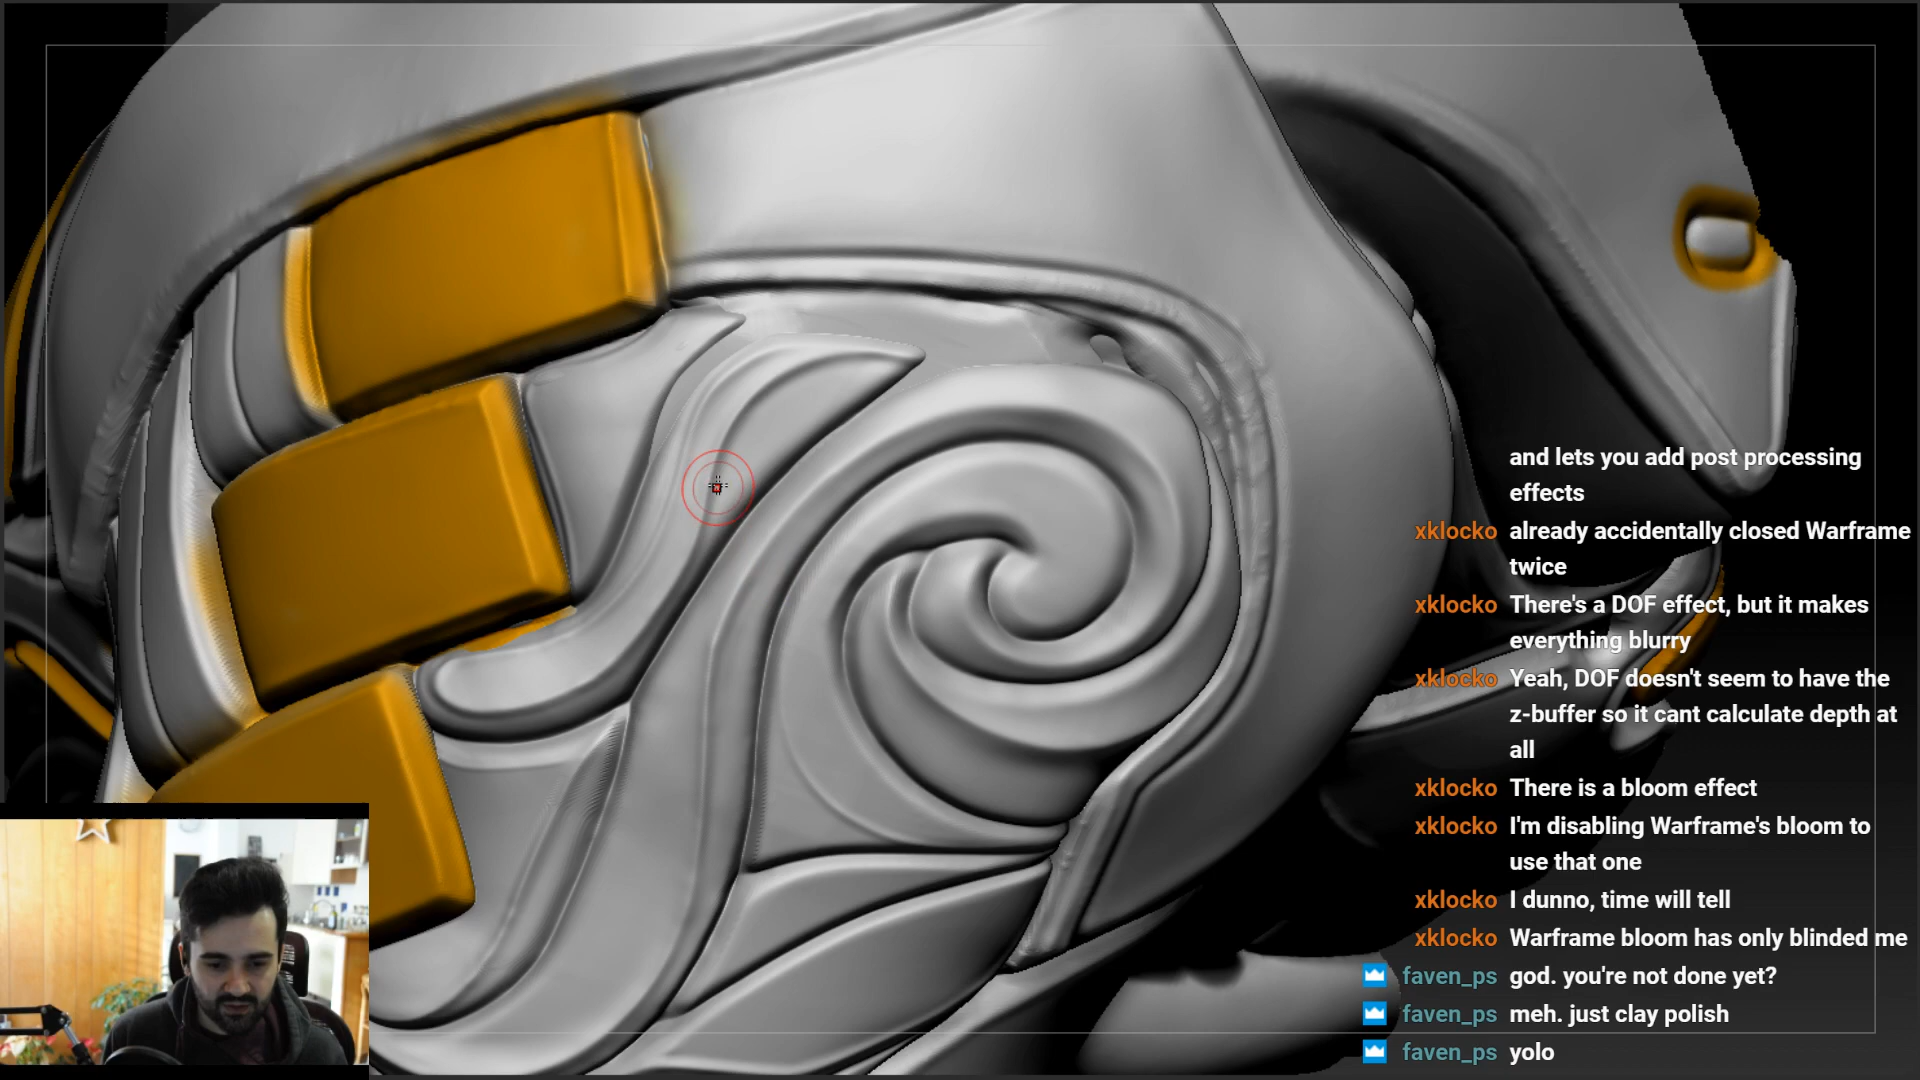 and lets you add post processing
effects
xklocko already accidentally closed Warframe
twice
xklocko There's a DOF effect, but it makes
everything blurry
xklocko Yeah, DOF doesn't seem to have the
z-buffer so it cant calculate depth at
all
xklocko There is a bloom effect
xklocko I'm disabling Warframe's bloom to
use that one
xklocko I dunno, time will tell
xklocko Warframe bloom has only blinded me
faven_ps god. you're not done yet?
faven_ps meh. just clay polish
faven_ps yolo